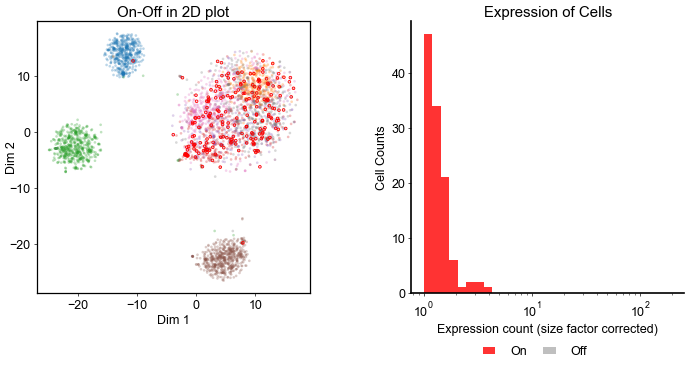 On-Off in 2D plot
Dim 2
10
0
−10
−20
−20
−10
0
10
Dim 1
Expression of Cells
Cell Counts
40
30
20
10
0
10^0
10^1
10^2
Expression count (size factor corrected)
On
Off